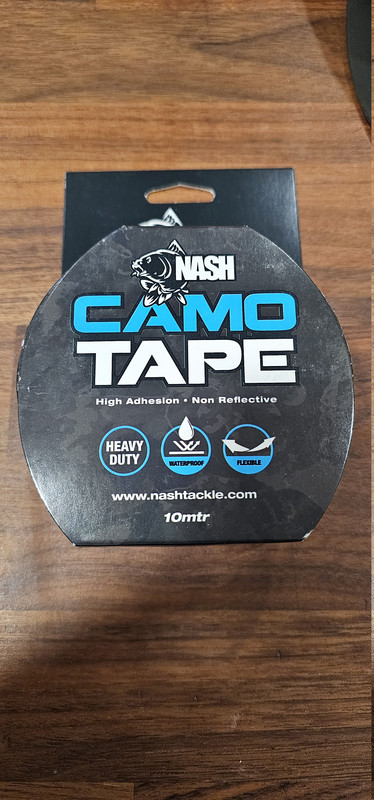 NASH
CAMO
TAPE
High Adhesion • Non Reflective
HEAVY
DUTY
WATERPROOF
FLEXIBLE
www.nashtackle.com
10mtr